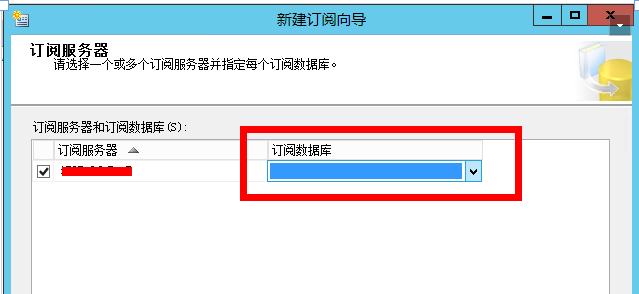 新建订阅向导
订阅服务器
请选择一个或多个订阅服务器并指定每个订阅数据库。
订阅服务器和订阅数据库(S):
订阅服务器 订阅数据库